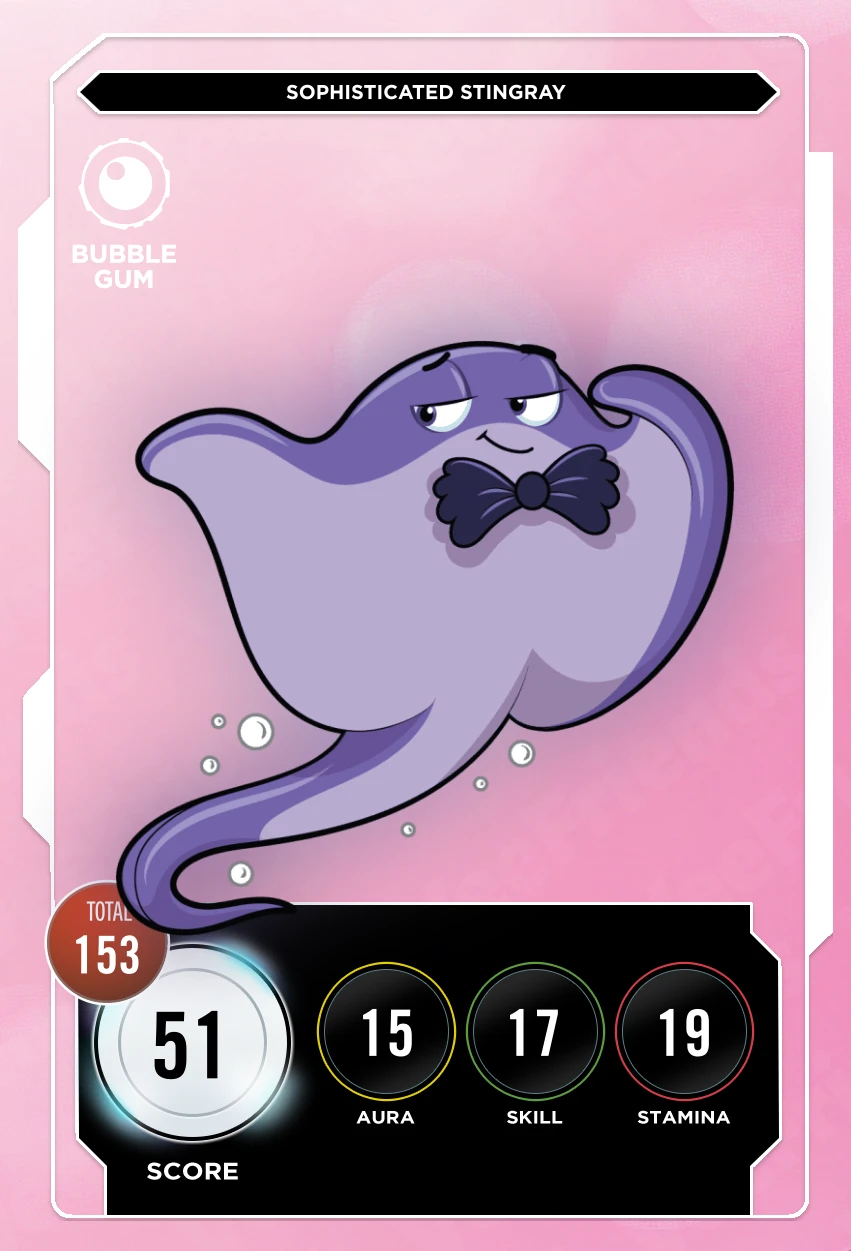 SOPHISTICATED STINGRAY
BUBBLE
GUM
TOTAL
153
51
15
17
19
AURA
SKILL
STAMINA
SCORE